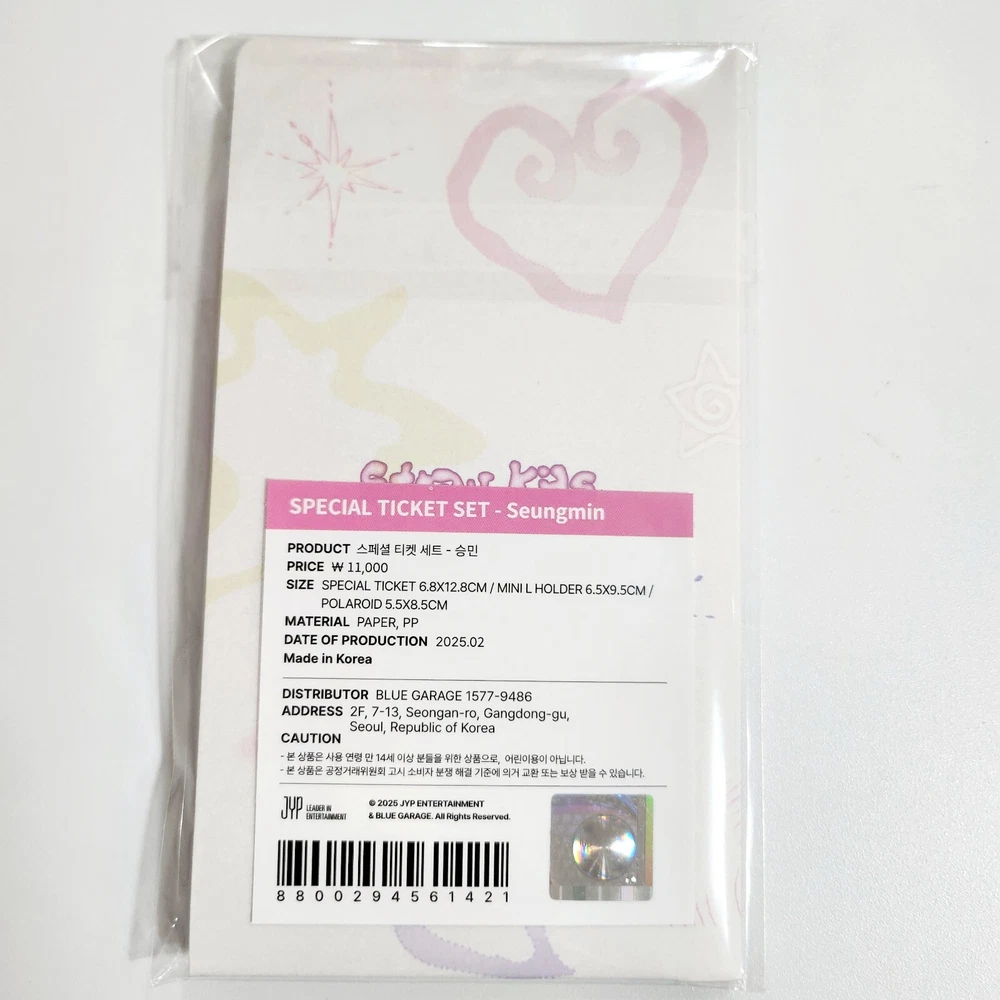 Stray Kids
SPECIAL TICKET SET - Seungmin
PRODUCT 스페셜 티켓 세트 - 승민
PRICE ₩ 11,000
SIZE SPECIAL TICKET 6.8X12.8CM / MINI L HOLDER 6.5X9.5CM /
POLAROID 5.5X8.5CM
MATERIAL PAPER, PP
DATE OF PRODUCTION 2025.02
Made in Korea
DISTRIBUTOR BLUE GARAGE 1577-9486
ADDRESS 2F, 7-13, Seongan-ro, Gangdong-gu,
Seoul, Republic of Korea
CAUTION
- 본 상품은 사용 연령 만 14세 이상 분들을 위한 상품으로, 어린이용이 아닙니다.
- 본 상품은 공정거래위원회 고시 소비자 분쟁 해결 기준에 의거 교환 또는 보상 받을 수 있습니다.
JYP LEADER IN
ENTERTAINMENT
© 2025 JYP ENTERTAINMENT
& BLUE GARAGE. All Rights Reserved.
8800294561421